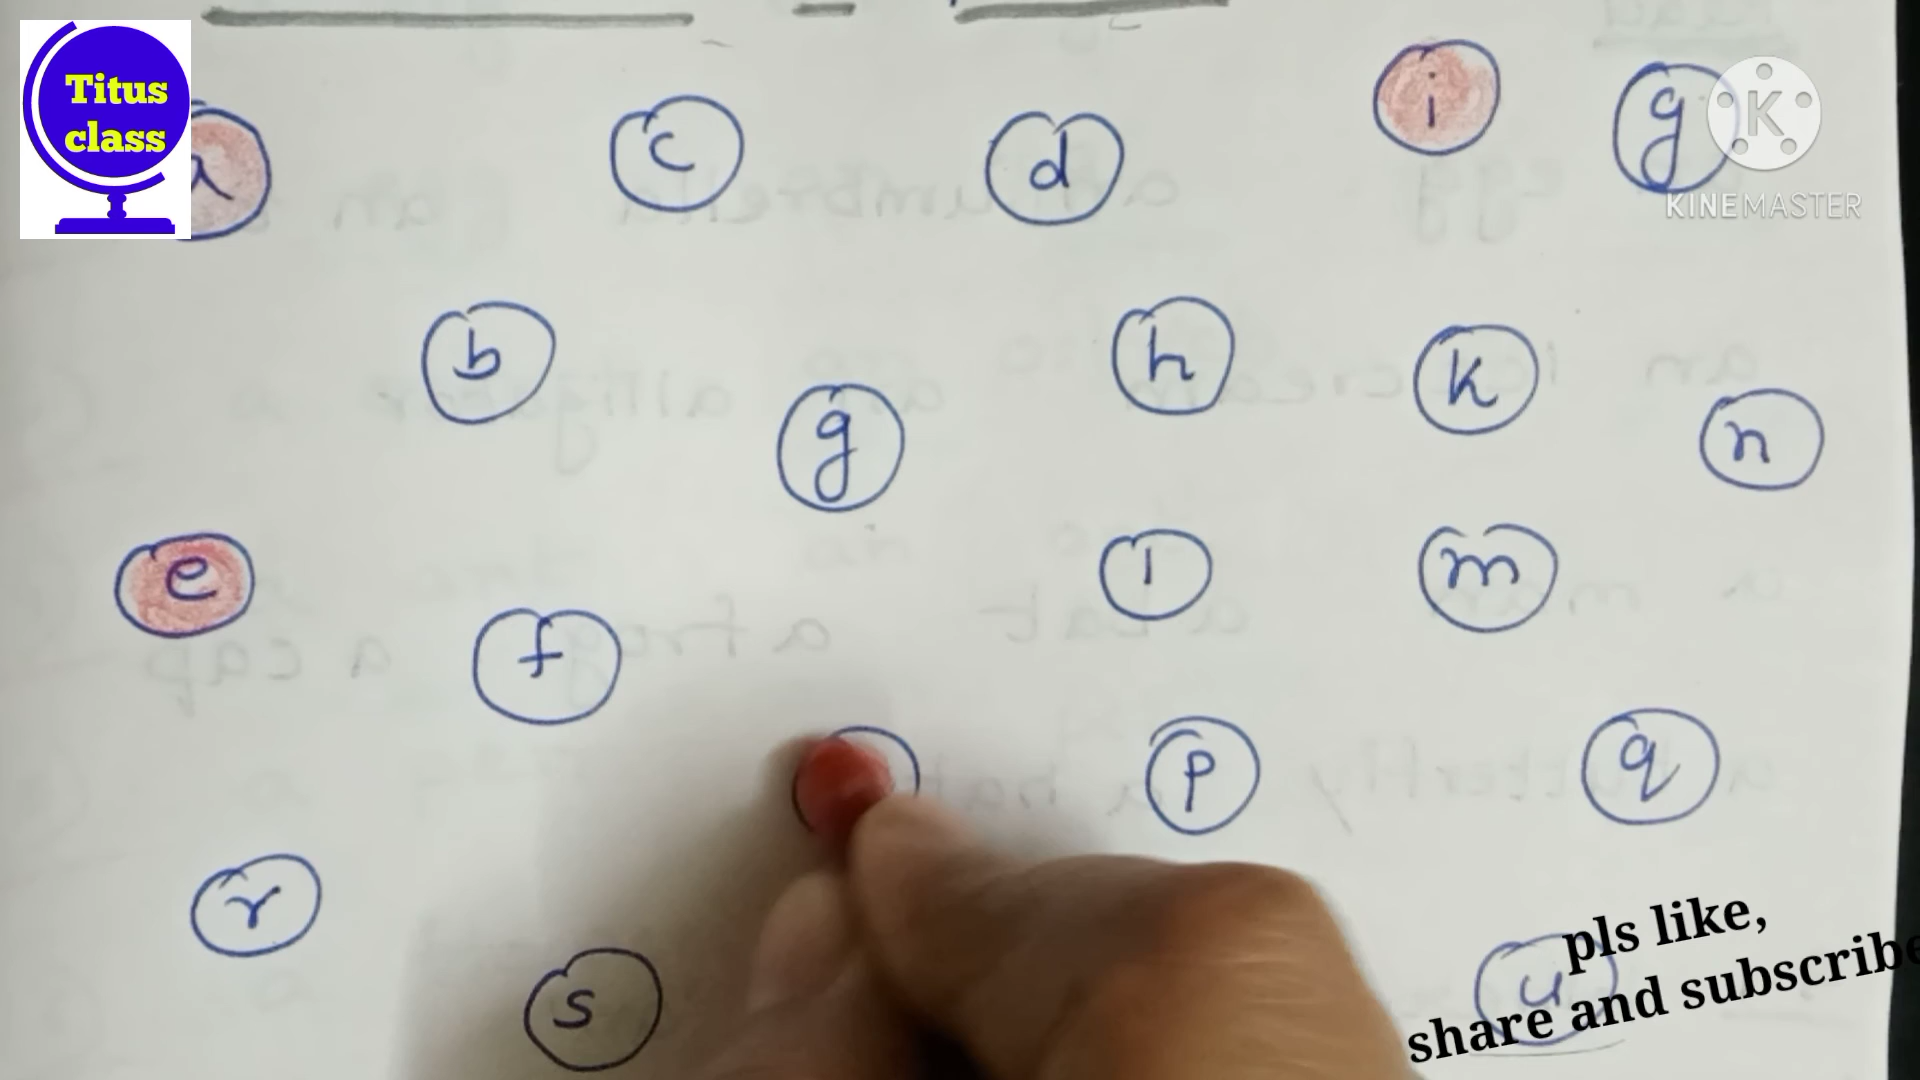 Titus
class
a
c
d
i
g
K
KINEMASTER
b
g
h
k
n
e
f
l
m
p
q
r
s
u
pls like,
share and subscribe